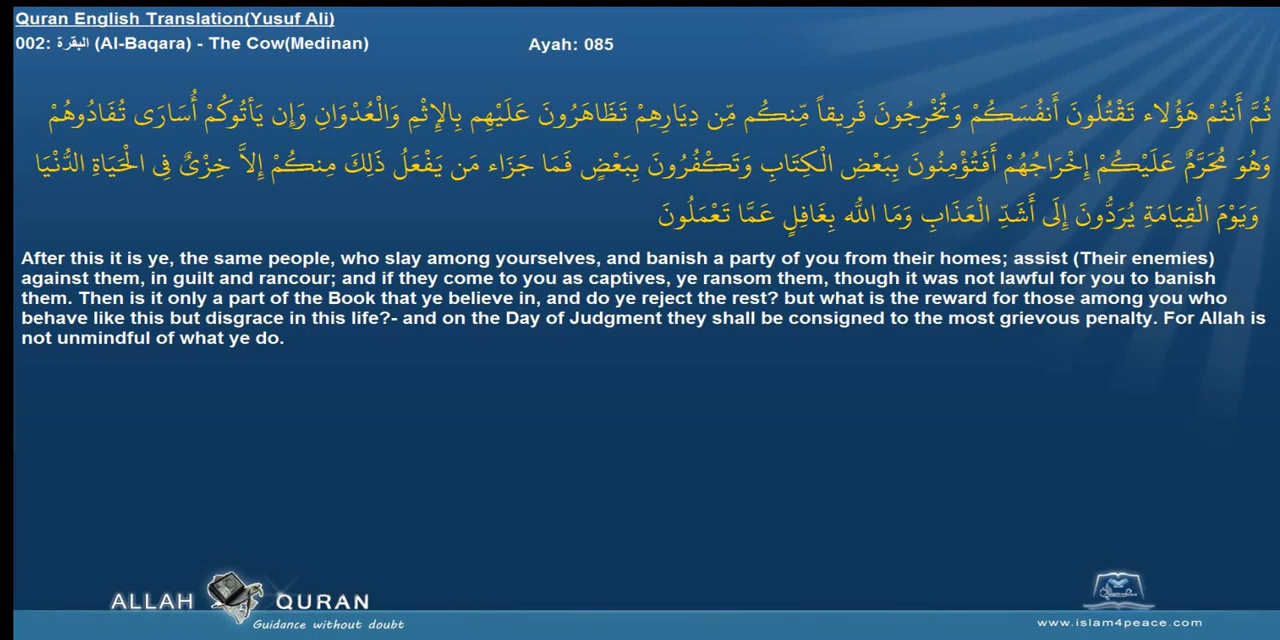 Quran English Translation(Yusuf Ali)
002: البقرة (Al-Baqara) - The Cow(Medinan)
Ayah: 085
ثُمَّ أَنتُمْ هَؤُلاء تَقْتُلُونَ أَنفُسَكُمْ وَتُخْرِجُونَ فَرِيقاً مِّنكُم مِّن دِيَارِهِمْ تَظَاهَرُونَ عَلَيْهِم بِالإِثْمِ وَالْعُدْوَانِ وَإِن يَأتُوكُمْ أُسَارَى تُفَادُوهُمْ
وَهُوَ مُحَرَّمٌ عَلَيْكُمْ إِخْرَاجُهُمْ أَفَتُؤْمِنُونَ بِبَعْضِ الْكِتَابِ وَتَكْفُرُونَ بِبَعْضٍ فَمَا جَزَاء مَن يَفْعَلُ ذَلِكَ مِنكُمْ إِلاَّ خِزْىٌ فِى الْحَيَاةِ الدُّنْيَا
وَيَوْمَ الْقِيَامَةِ يُرَدُّونَ إِلَى أَشَدِّ الْعَذَابِ وَمَا اللّه بِغَافِلٍ عَمَّا تَعْمَلُونَ
After this it is ye, the same people, who slay among yourselves, and banish a party of you from their homes; assist (Their enemies)
against them, in guilt and rancour; and if they come to you as captives, ye ransom them, though it was not lawful for you to banish
them. Then is it only a part of the Book that ye believe in, and do ye reject the rest? but what is the reward for those among you who
behave like this but disgrace in this life?- and on the Day of Judgment they shall be consigned to the most grievous penalty. For Allah is
not unmindful of what ye do.
ALLAH QURAN
Guidance without doubt
www.islam4peace.com